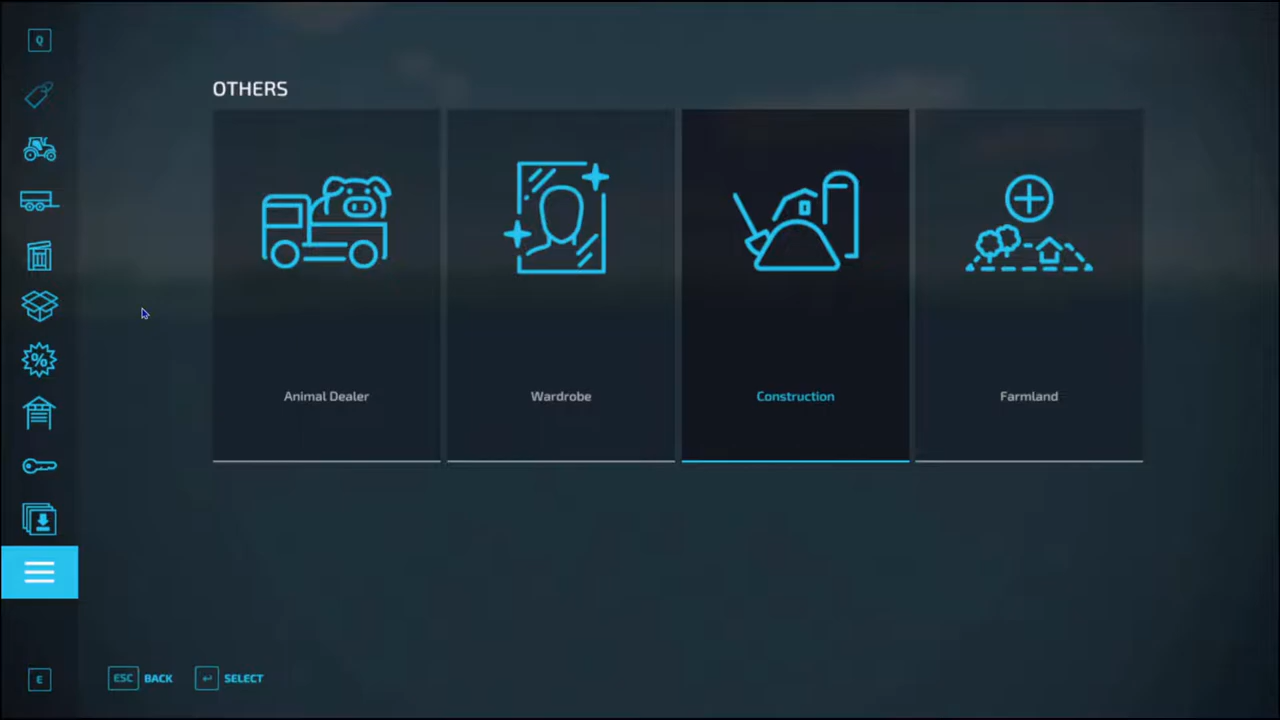 Q
OTHERS
%
Animal Dealer
Wardrobe
Construction
Farmland
E
ESC BACK
SELECT